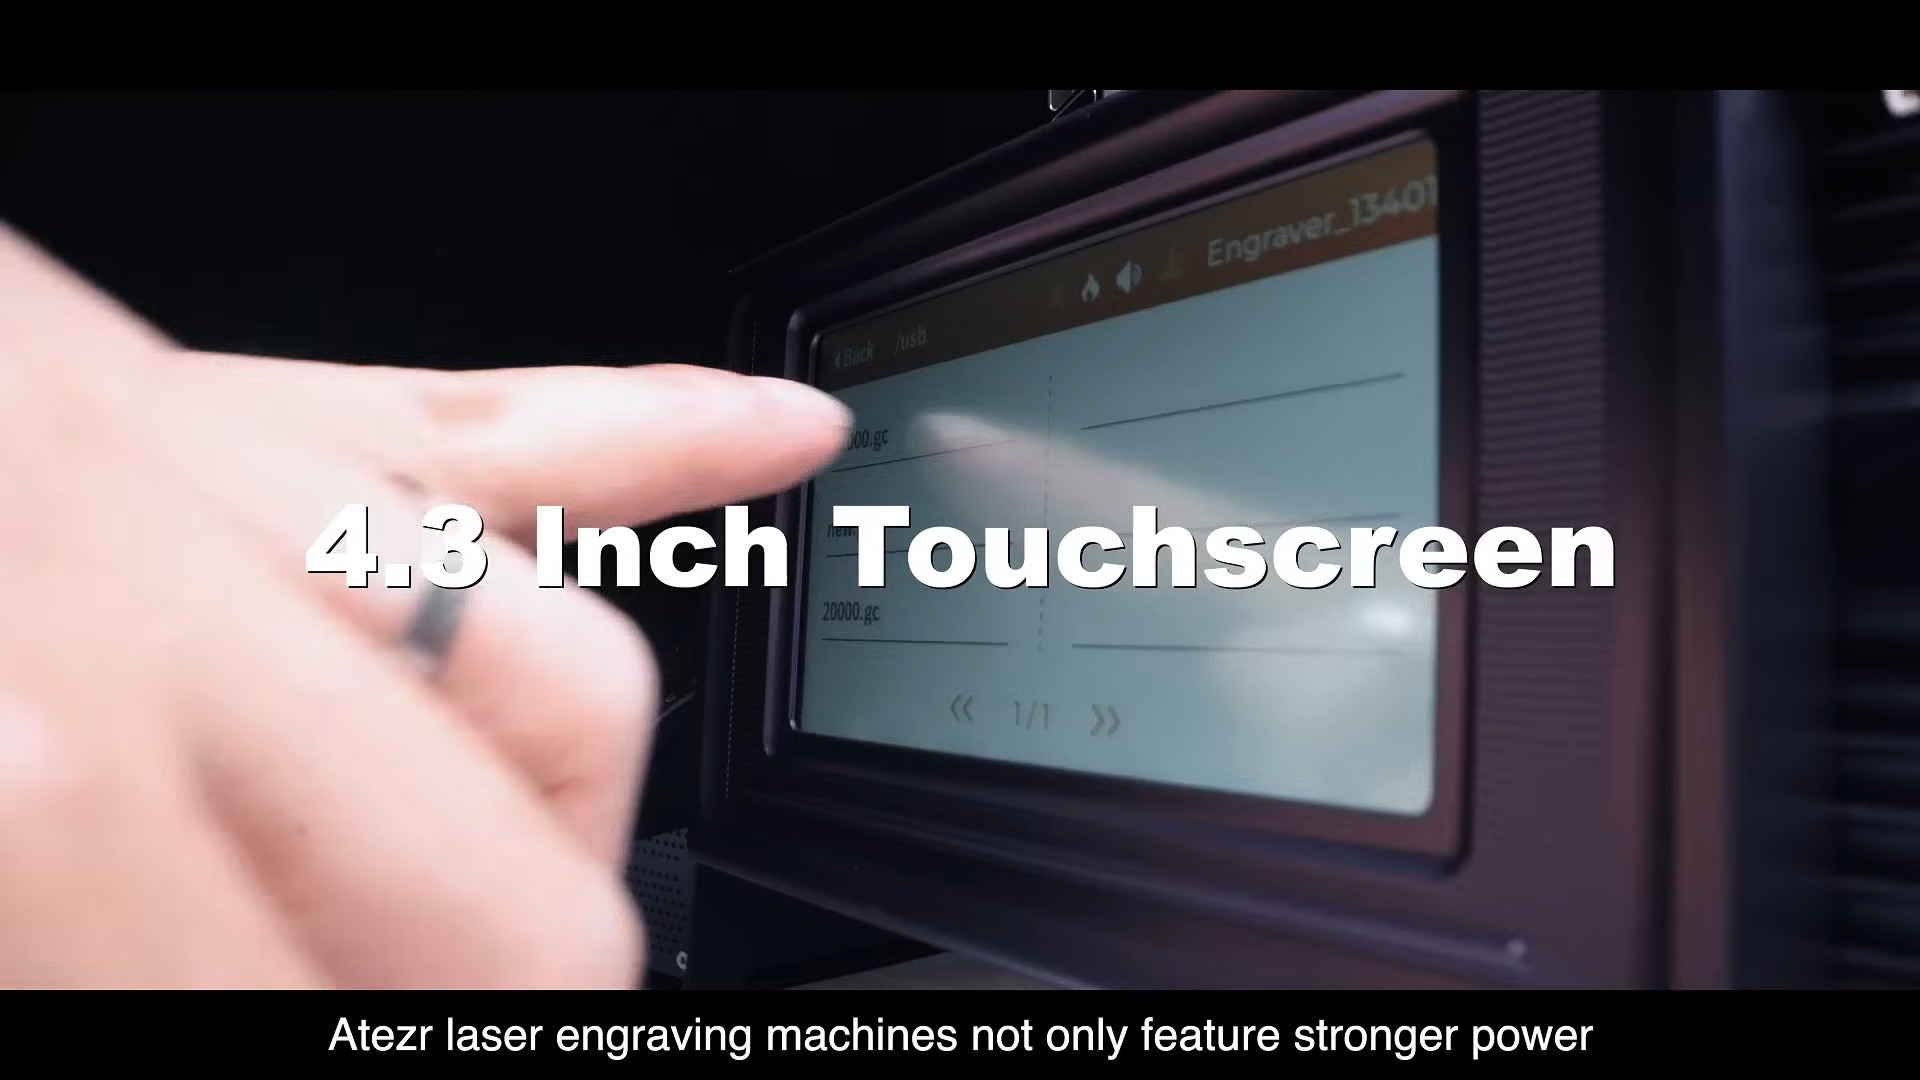 Engraver_13401
Back /usb
000.gc
4.3 Inch Touchscreen
20000.gc
« 1/1 »
Atezr laser engraving machines not only feature stronger power